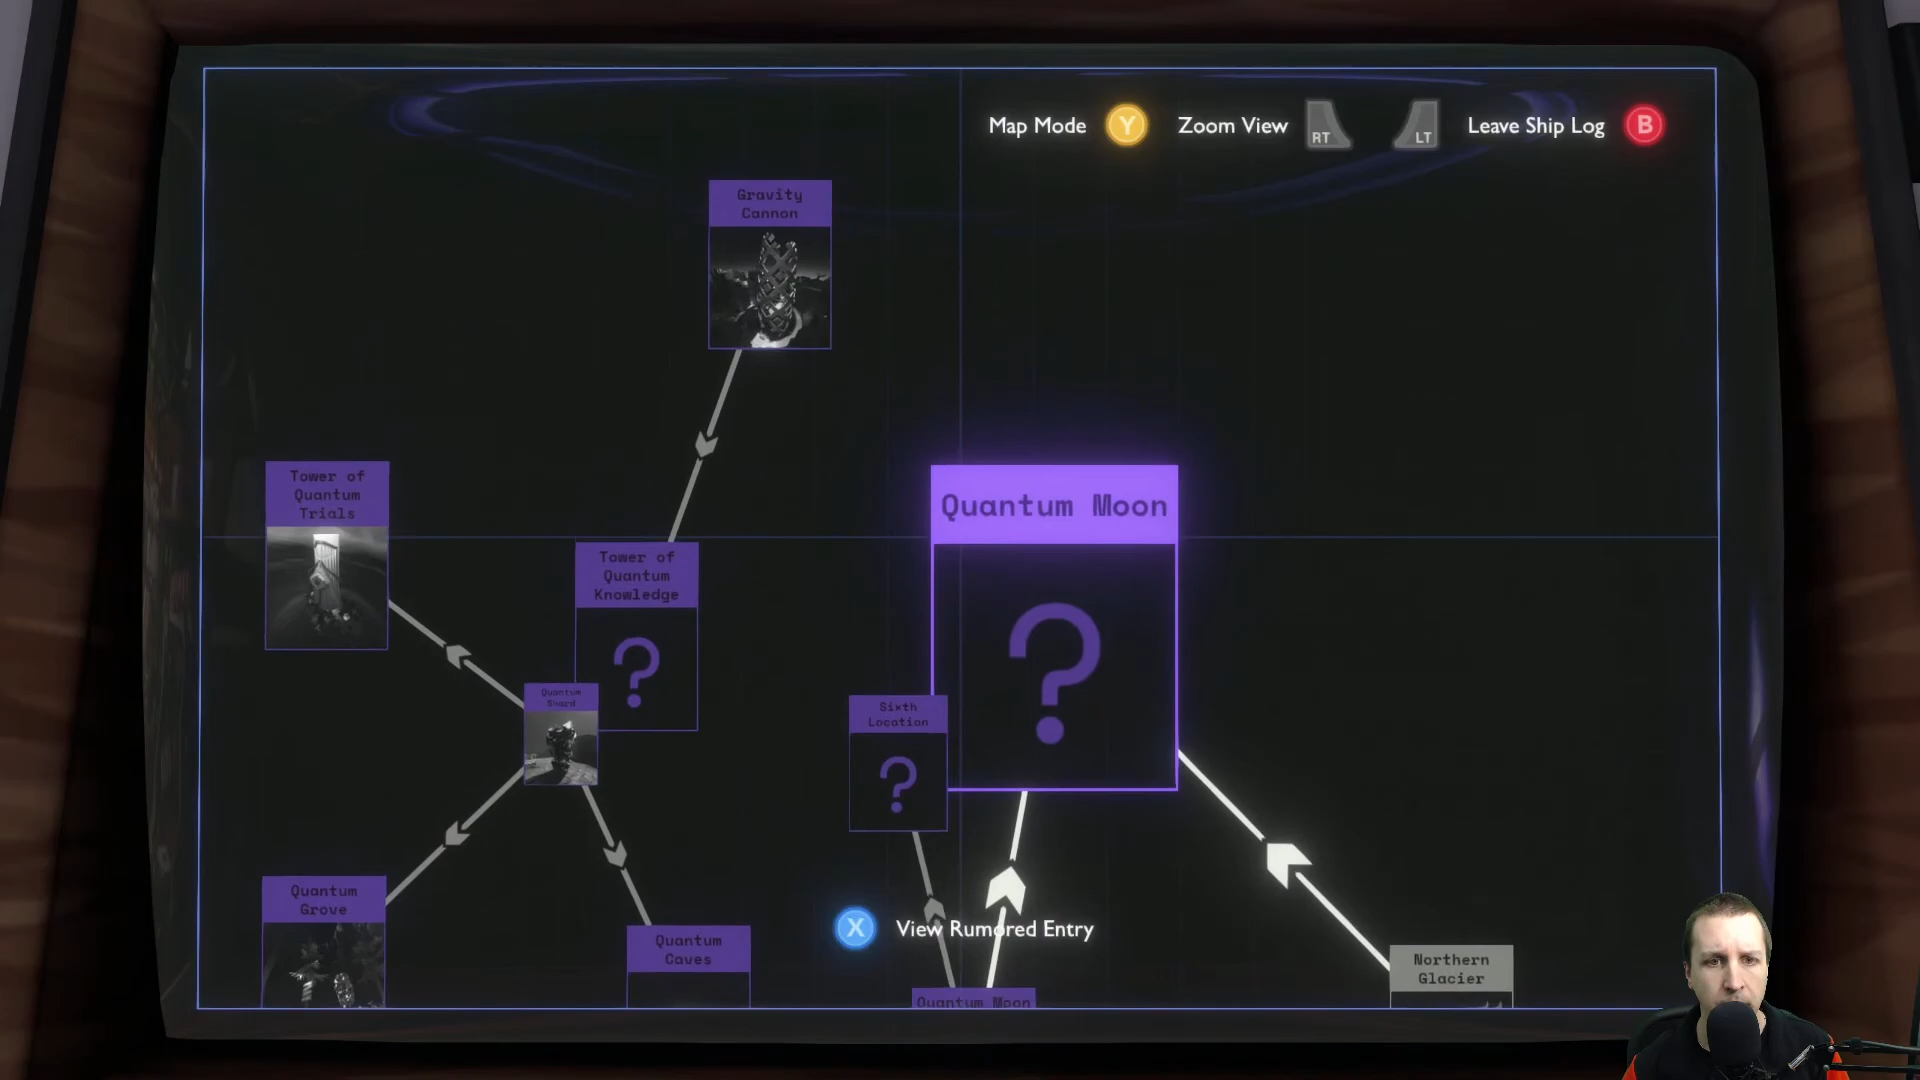 Map Mode Y Zoom View RT LT Leave Ship Log B
Gravity
Cannon
Tower of
Quantum
Trials
Quantum Moon
Tower of
Quantum
Knowledge
Quantum
Shard
Sixth
Location
Quantum
Grove
X View Rumored Entry
Quantum
Caves
Northern
Glacier
Quantum Moon